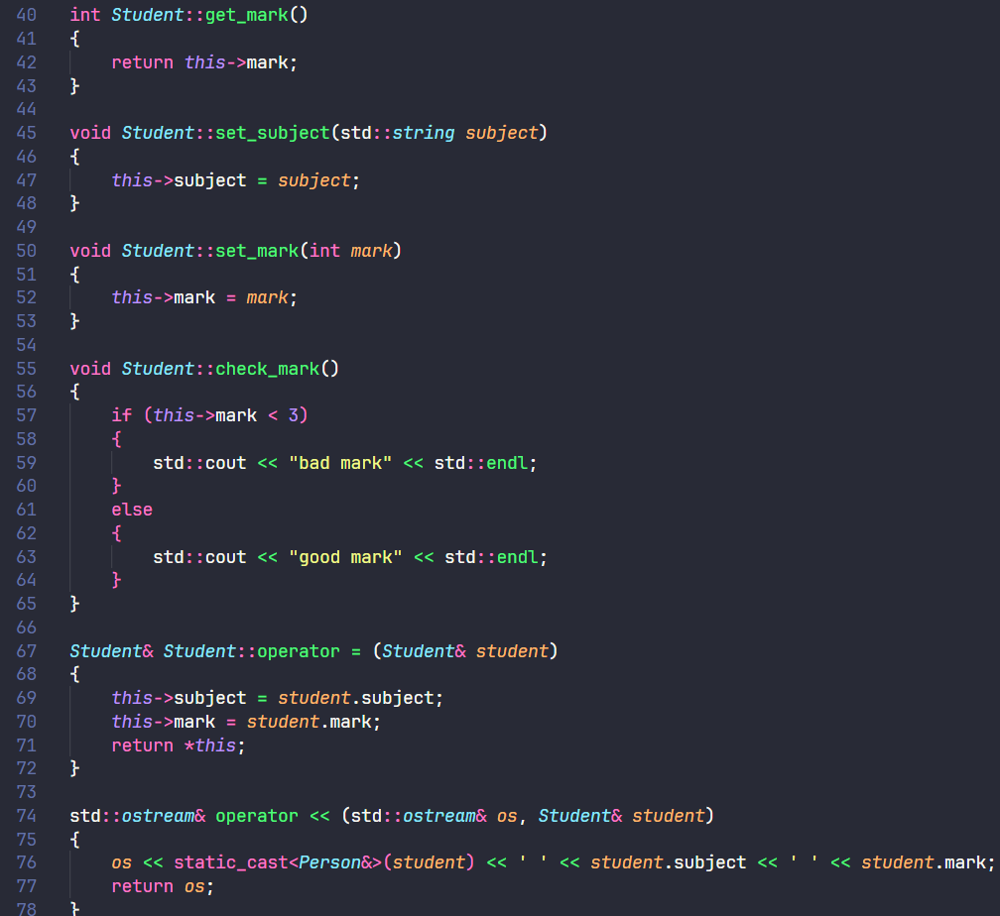 40 int Student::get_mark()
41 {
42     return this->mark;
43 }
44
45 void Student::set_subject(std::string subject)
46 {
47     this->subject = subject;
48 }
49
50 void Student::set_mark(int mark)
51 {
52     this->mark = mark;
53 }
54
55 void Student::check_mark()
56 {
57     if (this->mark < 3)
58     {
59         std::cout << "bad mark" << std::endl;
60     }
61     else
62     {
63         std::cout << "good mark" << std::endl;
64     }
65 }
66
67 Student& Student::operator = (Student& student)
68 {
69     this->subject = student.subject;
70     this->mark = student.mark;
71     return *this;
72 }
73
74 std::ostream& operator << (std::ostream& os, Student& student)
75 {
76     os << static_cast<Person&>(student) << ' ' << student.subject << ' ' << student.mark;
77     return os;
78 }